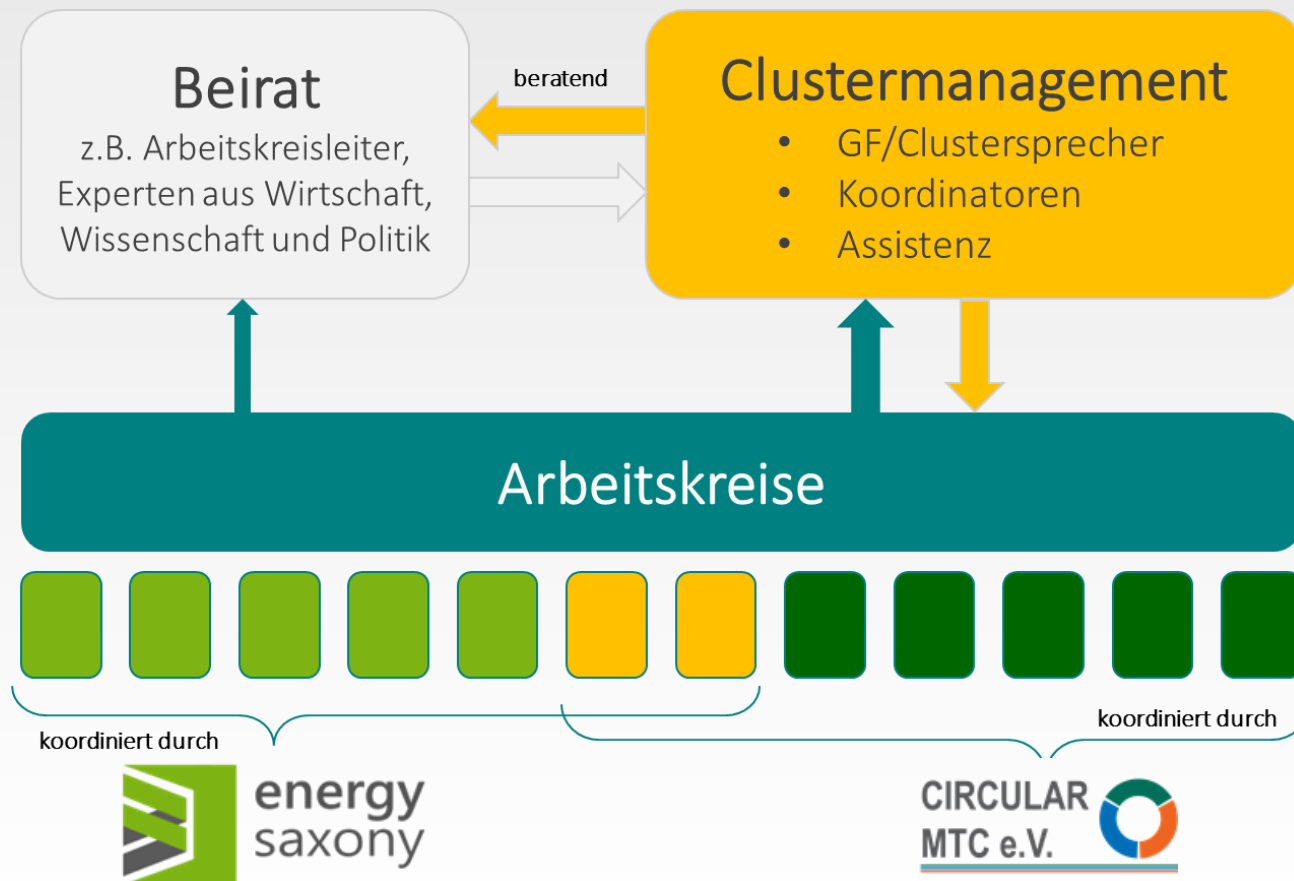 Beirat
z.B. Arbeitskreisleiter,
Experten aus Wirtschaft,
Wissenschaft und Politik
beratend
Clustermanagement
• GF/Clustersprecher
• Koordinatoren
• Assistenz
Arbeitskreise
koordiniert durch
energy
saxony
koordiniert durch
CIRCULAR
MTC e.V.